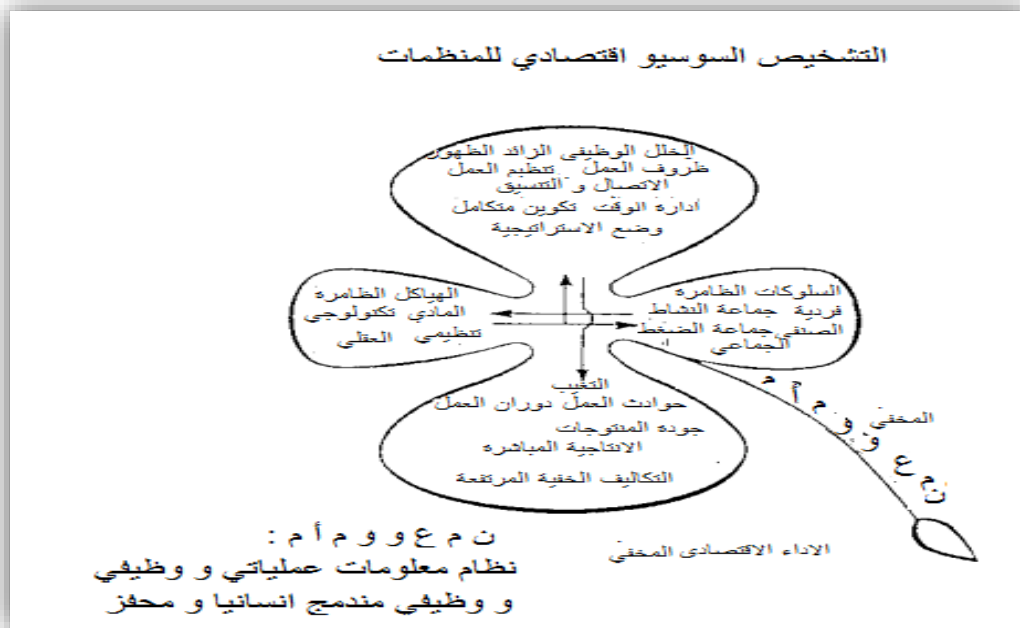 التشخيص السوسيو اقتصادي للمنظمات
الخلل الوظيفي الزائد الظهور
ظروف العمل تنظيم العمل
الاتصال و التنسيق
ادارة الوقت تكوين متكامل
وضع الاستراتيجية
الهياكل الظامرة
المادي تكنولوجي
تنظيمي العقلي
السلوكات الظامرة
فردية جماعة النشاط
الصنفي جماعة الضغط
الجماعي
التغيب
حوادث العمل دوران العمل
جودة المنتوجات
الانتاجية المباشرة
التكاليف الخفية المرتفعة
المخفي
ن م ع و و م أ م
الاداء الاقتصادي المخفي
ن م ع و و م أ م :
نظام معلومات عملياتي و وظيفي
و وظيفي مندمج انسانيا و محفز